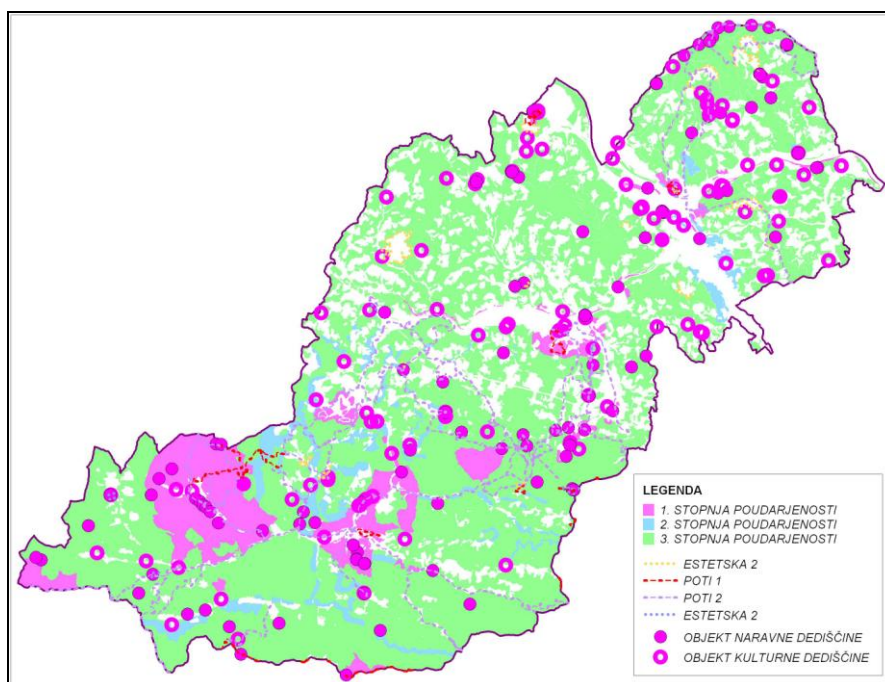 LEGENDA
1. STOPNJA POUDARJENOSTI
2. STOPNJA POUDARJENOSTI
3. STOPNJA POUDARJENOSTI
ESTETSKA 2
POTI 1
POTI 2
ESTETSKA 2
OBJEKT NARAVNE DEDIŠČINE
OBJEKT KULTURNE DEDIŠČINE